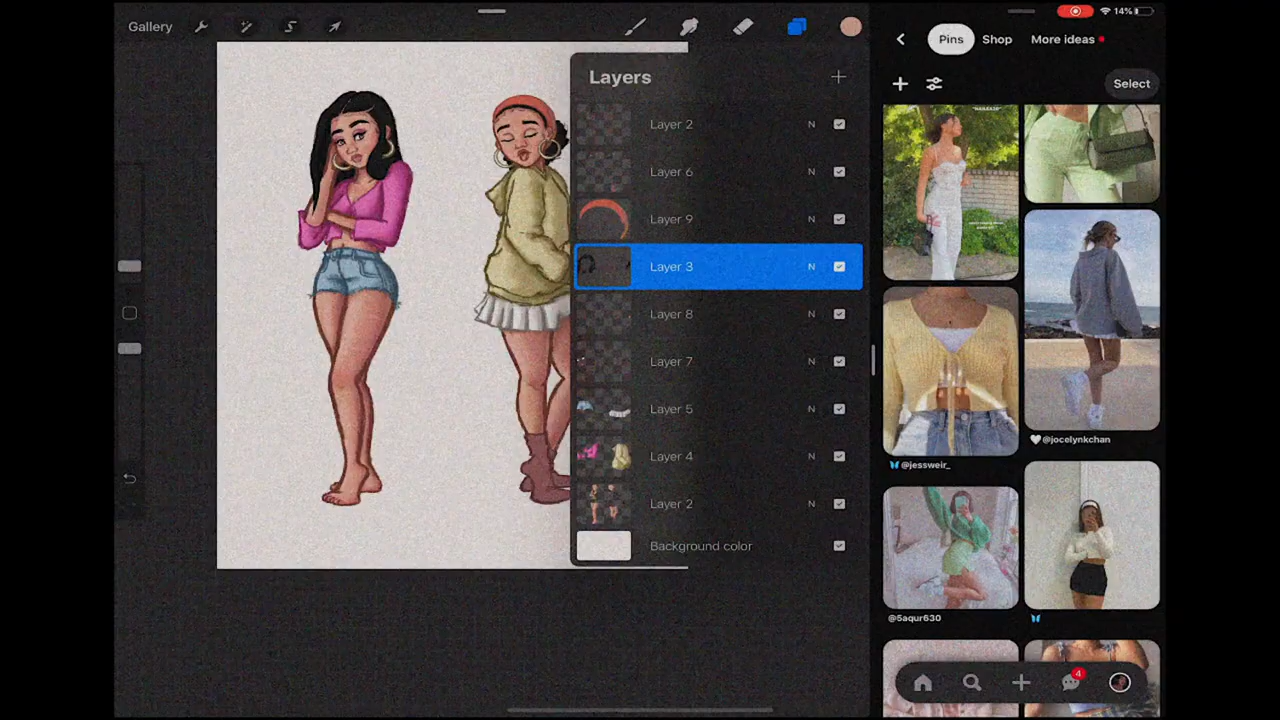 Gallery
Layers
Layer 2 N
Layer 6 N
Layer 9 N
Layer 3 N
Layer 8 N
Layer 7 N
Layer 5 N
Layer 4 N
Layer 2 N
Background color
14%
Pins Shop More ideas
Select
@jocelynkchan
@jessweir_
@5aqur630
4